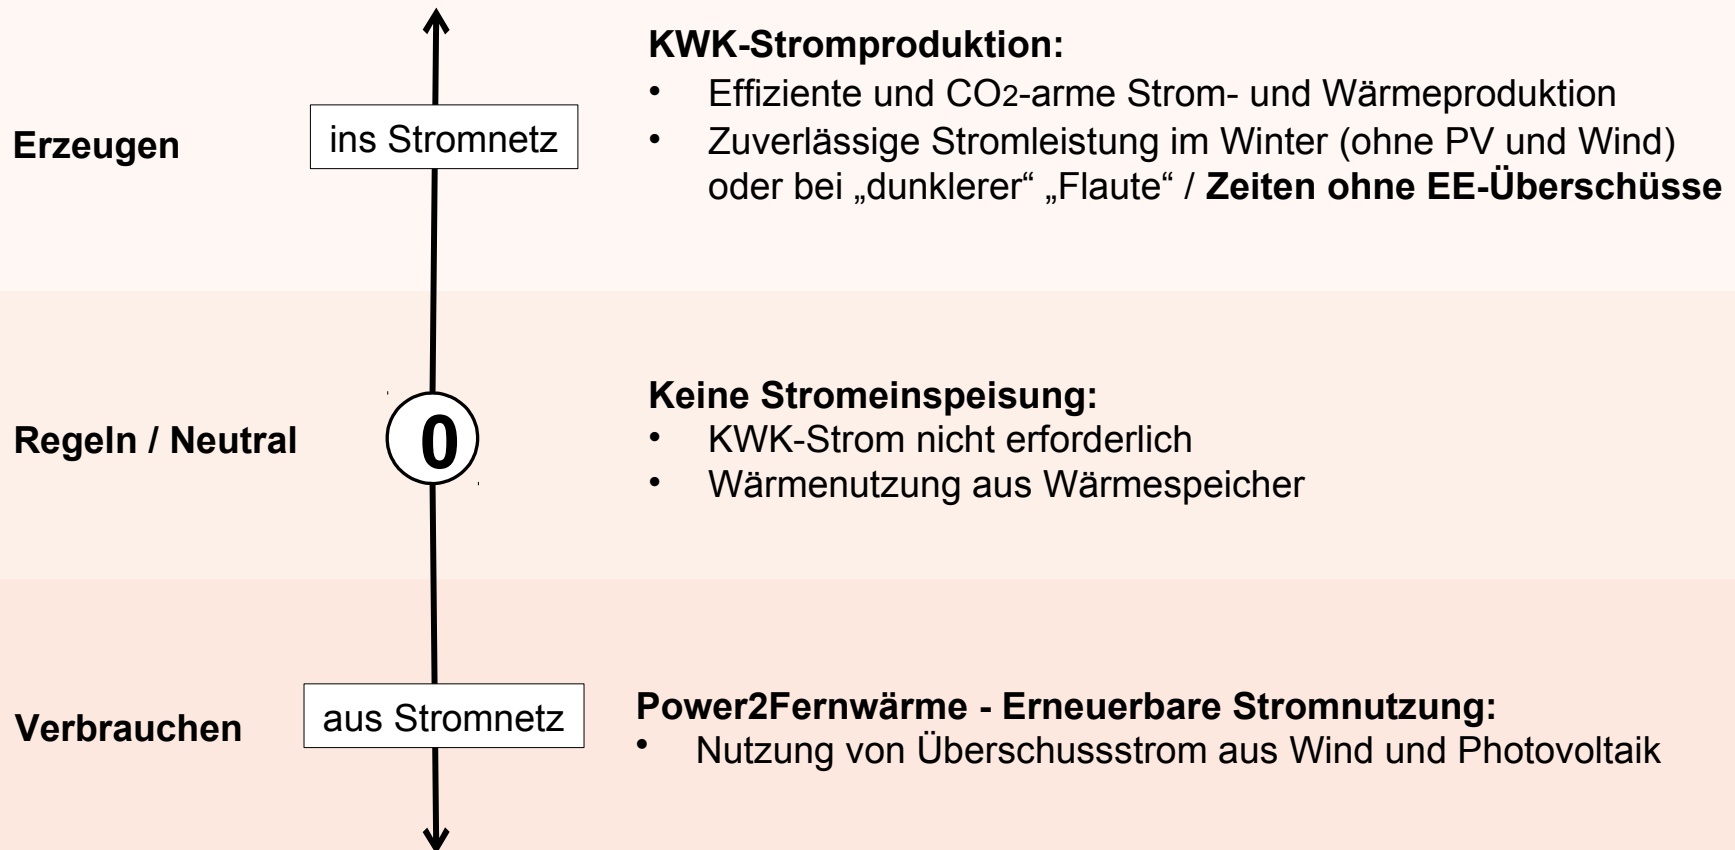 Erzeugen
ins Stromnetz
KWK-Stromproduktion:
• Effiziente und CO2-arme Strom- und Wärmeproduktion
• Zuverlässige Stromleistung im Winter (ohne PV und Wind)
oder bei „dunklerer“ „Flaute“ / Zeiten ohne EE-Überschüsse
Regeln / Neutral
0
Keine Stromeinspeisung:
• KWK-Strom nicht erforderlich
• Wärmenutzung aus Wärmespeicher
Verbrauchen
aus Stromnetz
Power2Fernwärme - Erneuerbare Stromnutzung:
• Nutzung von Überschussstrom aus Wind und Photovoltaik